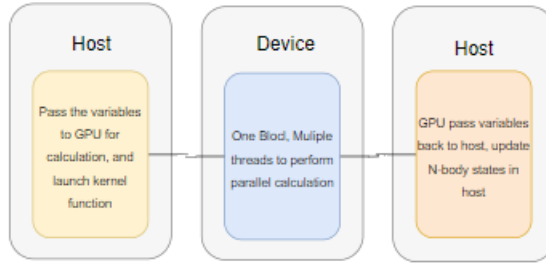 Host
Pass the variables
to GPU for
calculation, and
launch kernel
function
Device
One Blocl, Muliple
threads to perform
parallel calculation
Host
GPU pass variables
back to host, update
N-body states in
host